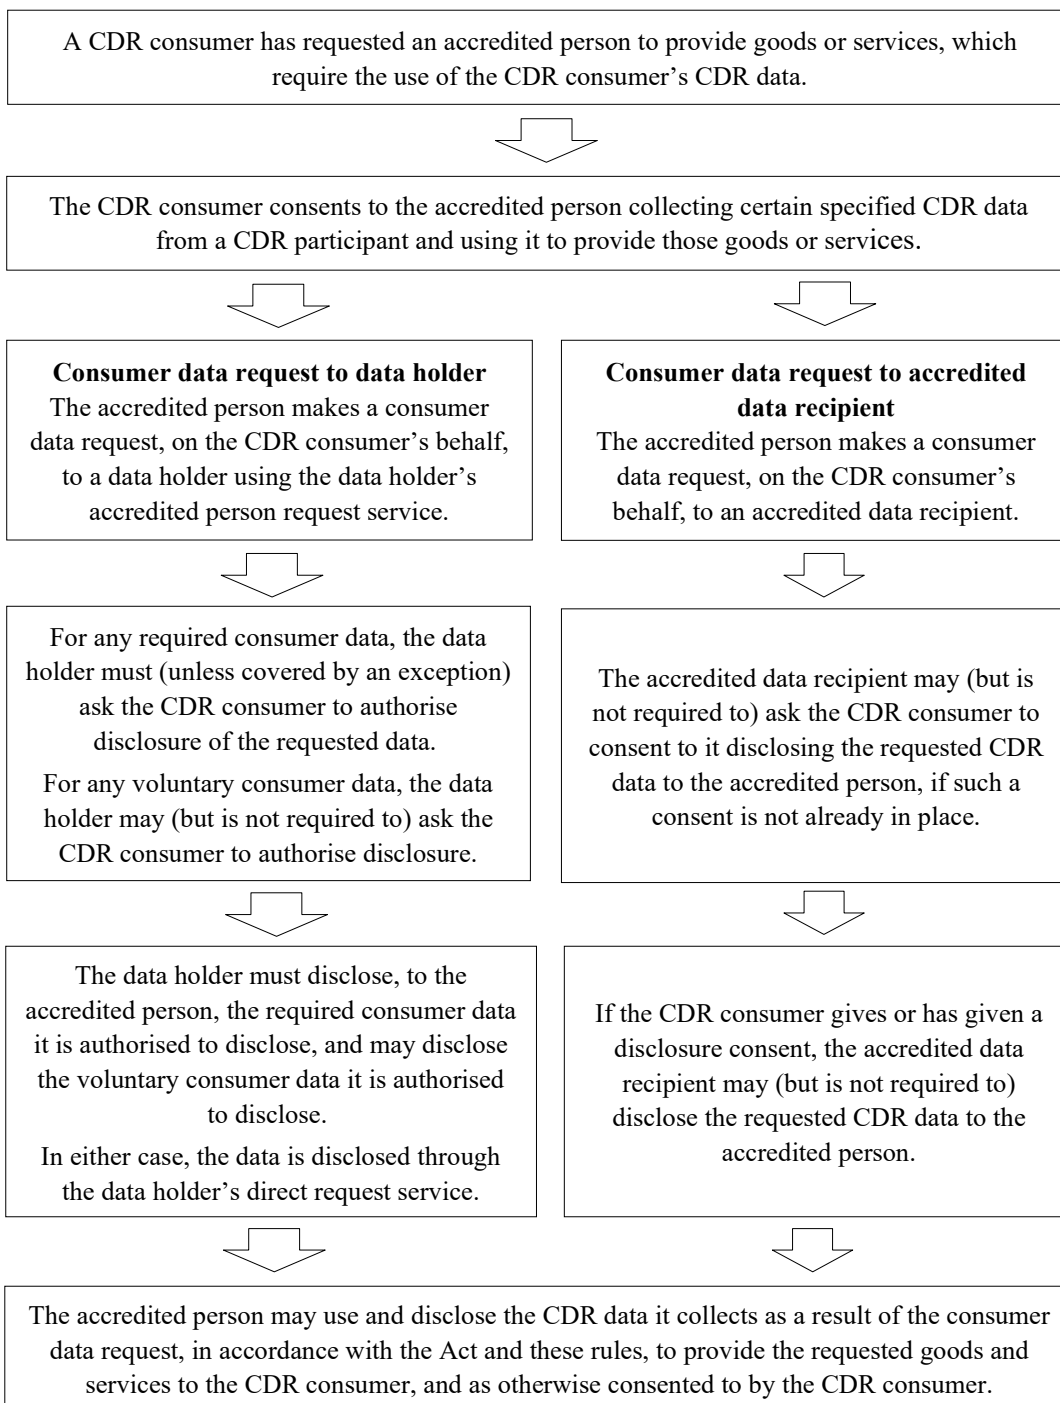 A CDR consumer has requested an accredited person to provide goods or services, which
require the use of the CDR consumer’s CDR data.
The CDR consumer consents to the accredited person collecting certain specified CDR data
from a CDR participant and using it to provide those goods or services.
Consumer data request to data holder
The accredited person makes a consumer
data request, on the CDR consumer’s behalf,
to a data holder using the data holder’s
accredited person request service.
Consumer data request to accredited
data recipient
The accredited person makes a consumer
data request, on the CDR consumer’s
behalf, to an accredited data recipient.
For any required consumer data, the data
holder must (unless covered by an exception)
ask the CDR consumer to authorise
disclosure of the requested data.
For any voluntary consumer data, the data
holder may (but is not required to) ask the
CDR consumer to authorise disclosure.
The accredited data recipient may (but is
not required to) ask the CDR consumer to
consent to it disclosing the requested CDR
data to the accredited person, if such a
consent is not already in place.
The data holder must disclose, to the
accredited person, the required consumer data
it is authorised to disclose, and may disclose
the voluntary consumer data it is authorised
to disclose.
In either case, the data is disclosed through
the data holder’s direct request service.
If the CDR consumer gives or has given a
disclosure consent, the accredited data
recipient may (but is not required to)
disclose the requested CDR data to the
accredited person.
The accredited person may use and disclose the CDR data it collects as a result of the consumer
data request, in accordance with the Act and these rules, to provide the requested goods and
services to the CDR consumer, and as otherwise consented to by the CDR consumer.